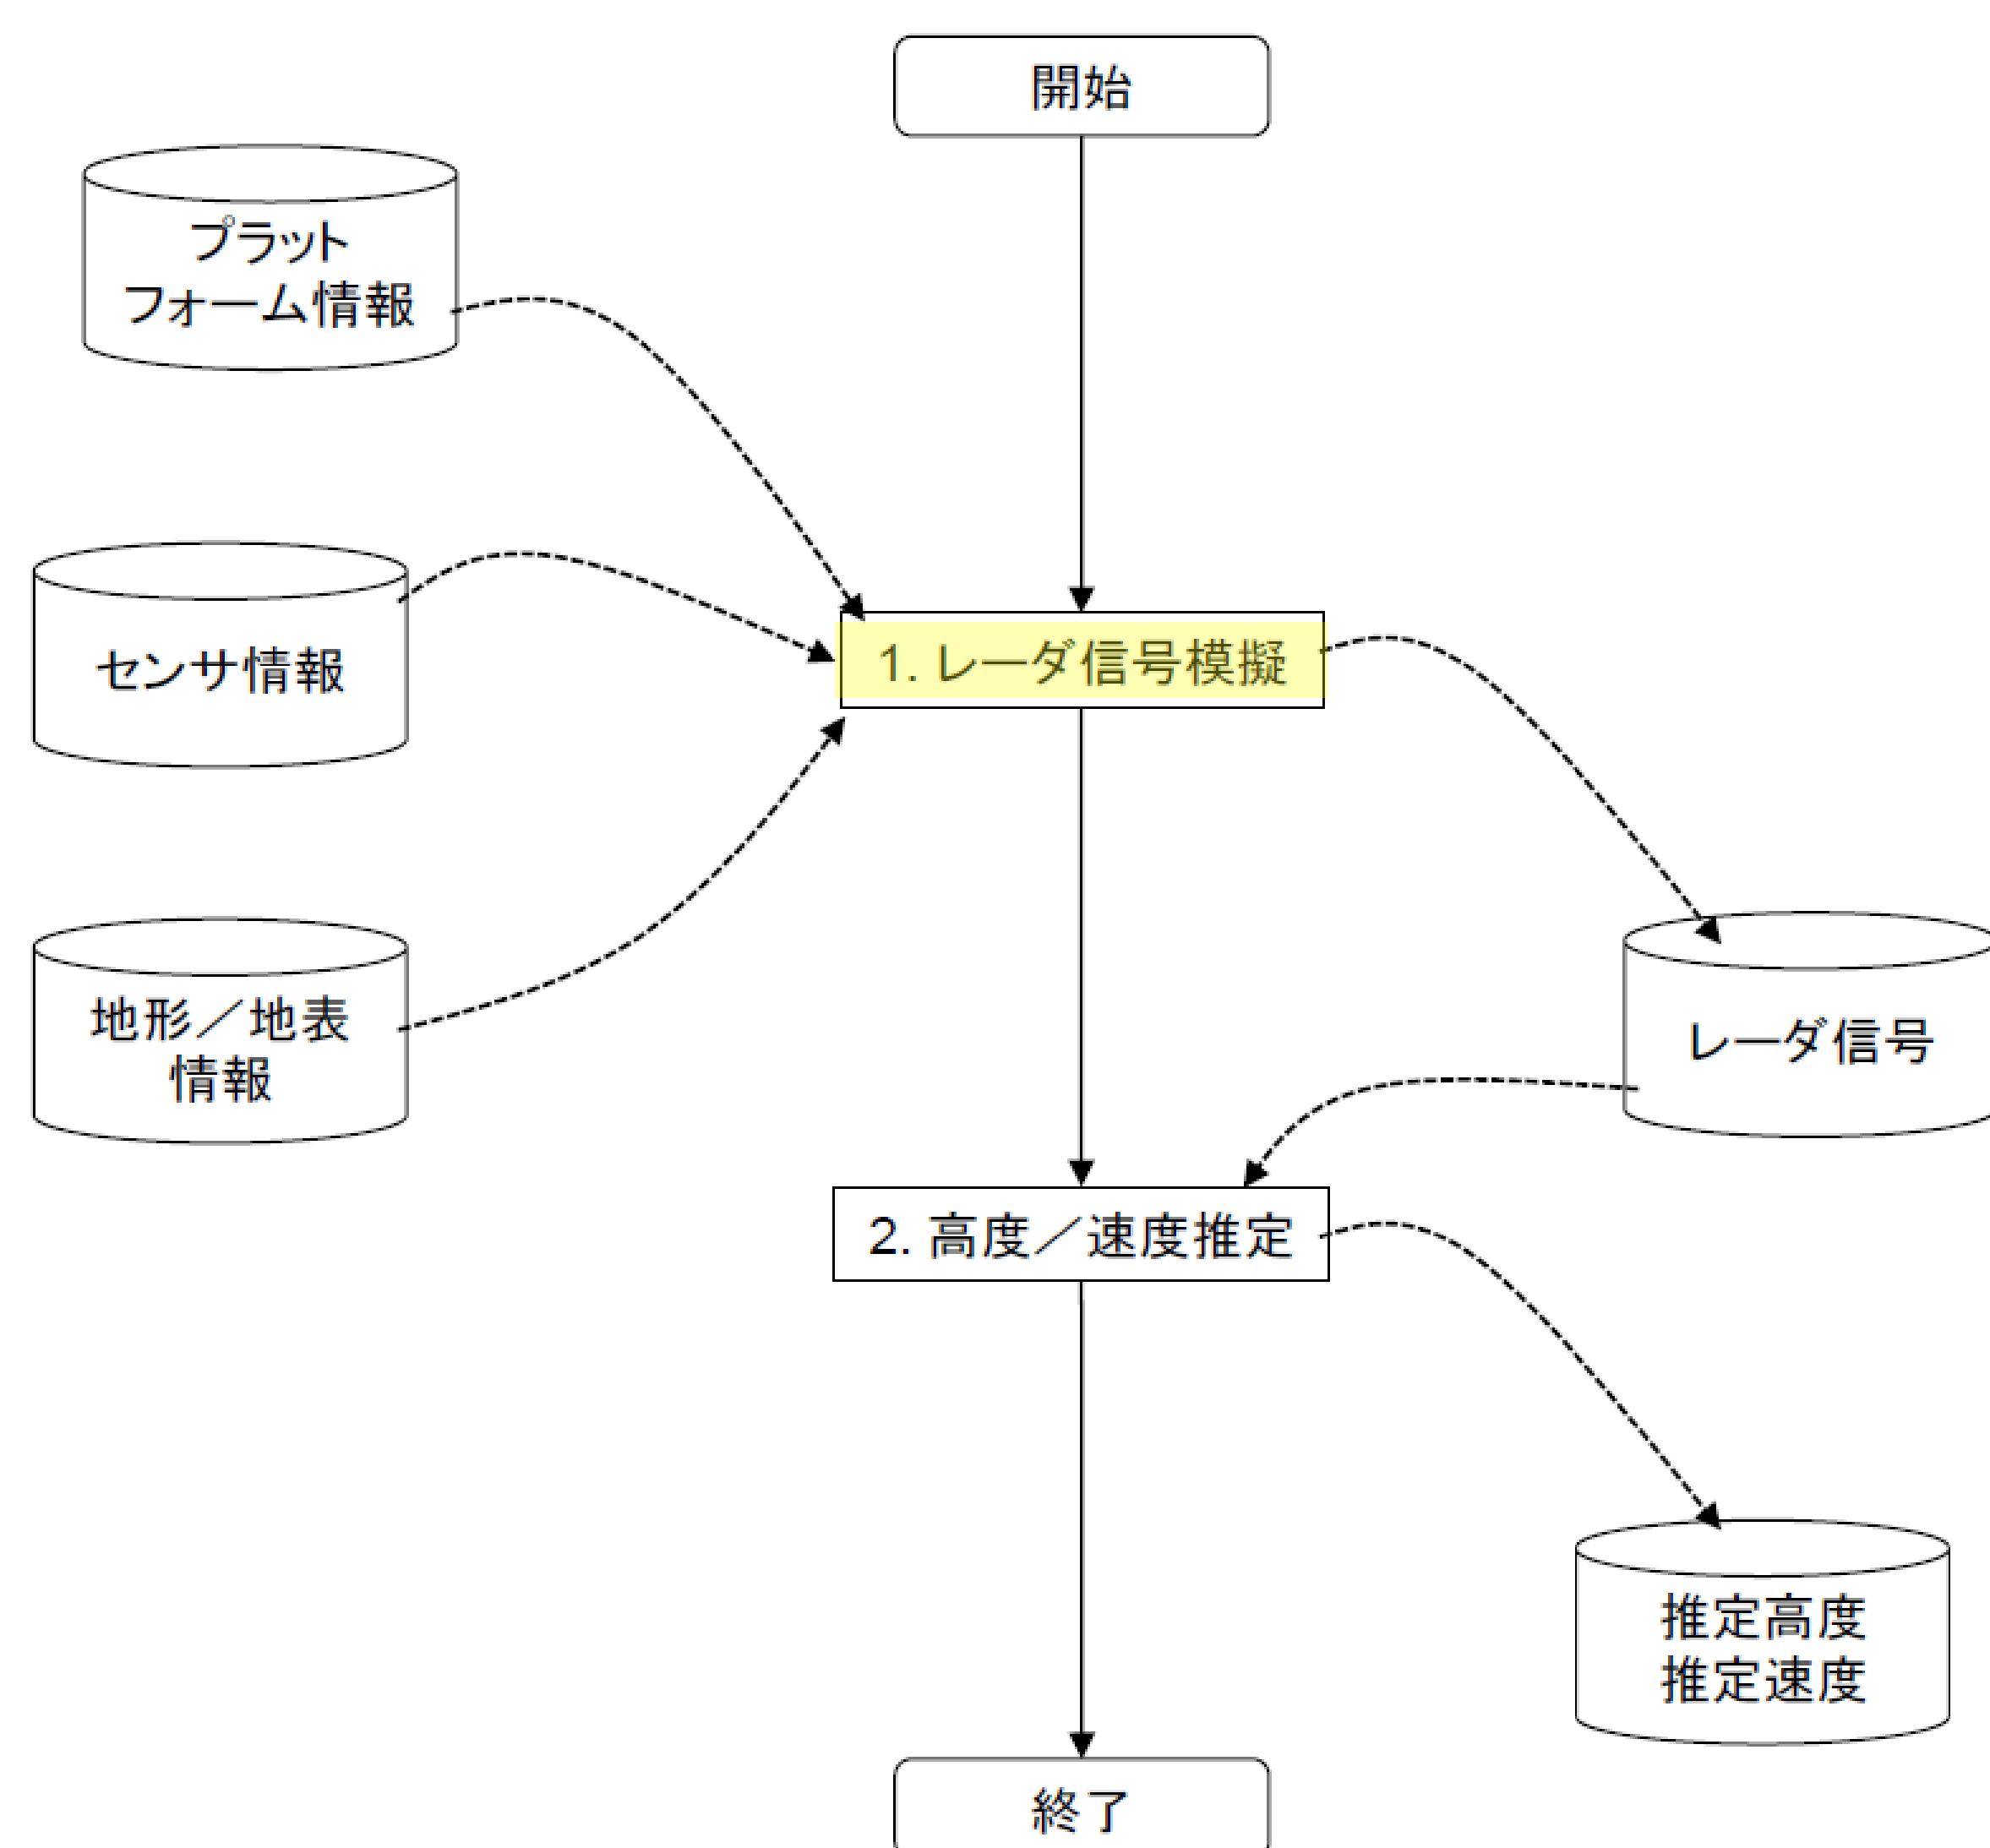 開始
プラット
フォーム情報
センサ情報
1. レーダ信号模擬
地形／地表
情報
レーダ信号
2. 高度／速度推定
推定高度
推定速度
終了